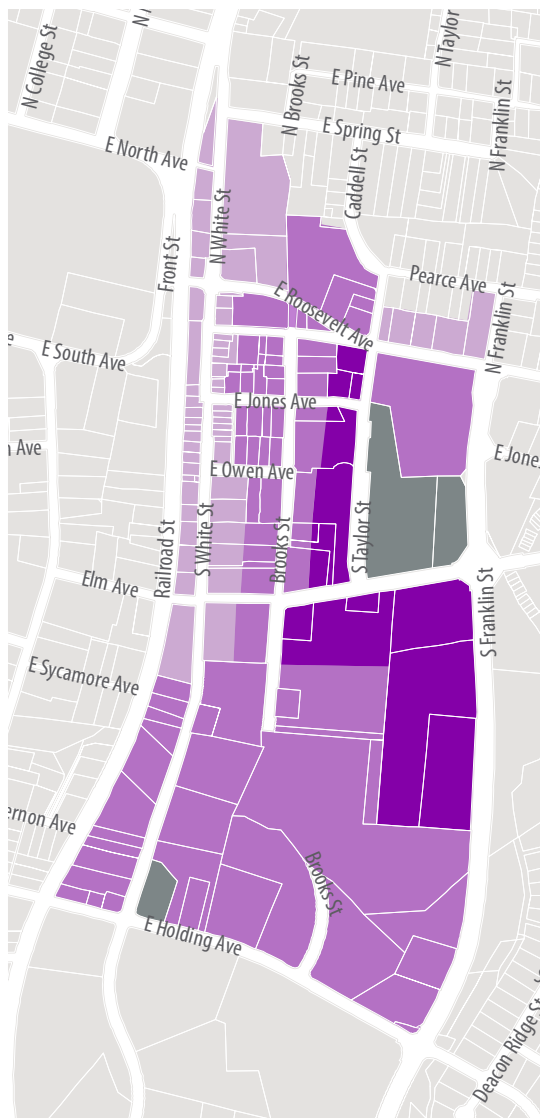 N College St
N Taylor
N Brooks St
E Pine Ave
N Franklin St
E Spring St
E North Ave
Caddell St
N White St
Front St
Pearce Ave
E Roosevelt Ave
N Franklin St
E South Ave
E Jones Ave
Ave
E Jone
E Owen Ave
S Taylor St
Brooks St
S White St
Railroad St
Elm Ave
S Franklin St
E Sycamore Ave
ernon Ave
Brooks St
E Holding Ave
Deacon Ridge St